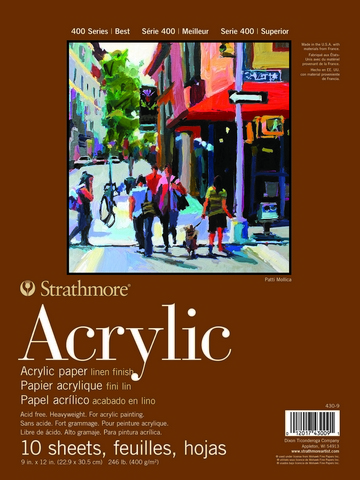 400 Series | Best Série 400 | Meilleur Serie 400 | Superior
Made in the U.S.A. with
materials from France.
Fabriqué aux États-
Unis avec du matériel
provenant de la France.
Hecho en EE. UU.
con material proveniente
de Francia.
Patti Mollica
Strathmore®
Acrylic
Acrylic paper linen finish
Papier acrylique fini lin
Papel acrílico acabado en lino
Acid free. Heavyweight. For acrylic painting.
Sans acide. Fort grammage. Pour peinture acrylique.
Libre de ácido. Alto gramaje. Para pintura acrílica.
10 sheets, feuilles, hojas
9 in. x 12 in. (22.9 x 30.5 cm) 246 lb. (400 g/m²)
430-9
Dixon Ticonderoga Company
Appleton, WI 54913
www.strathmoreartist.com